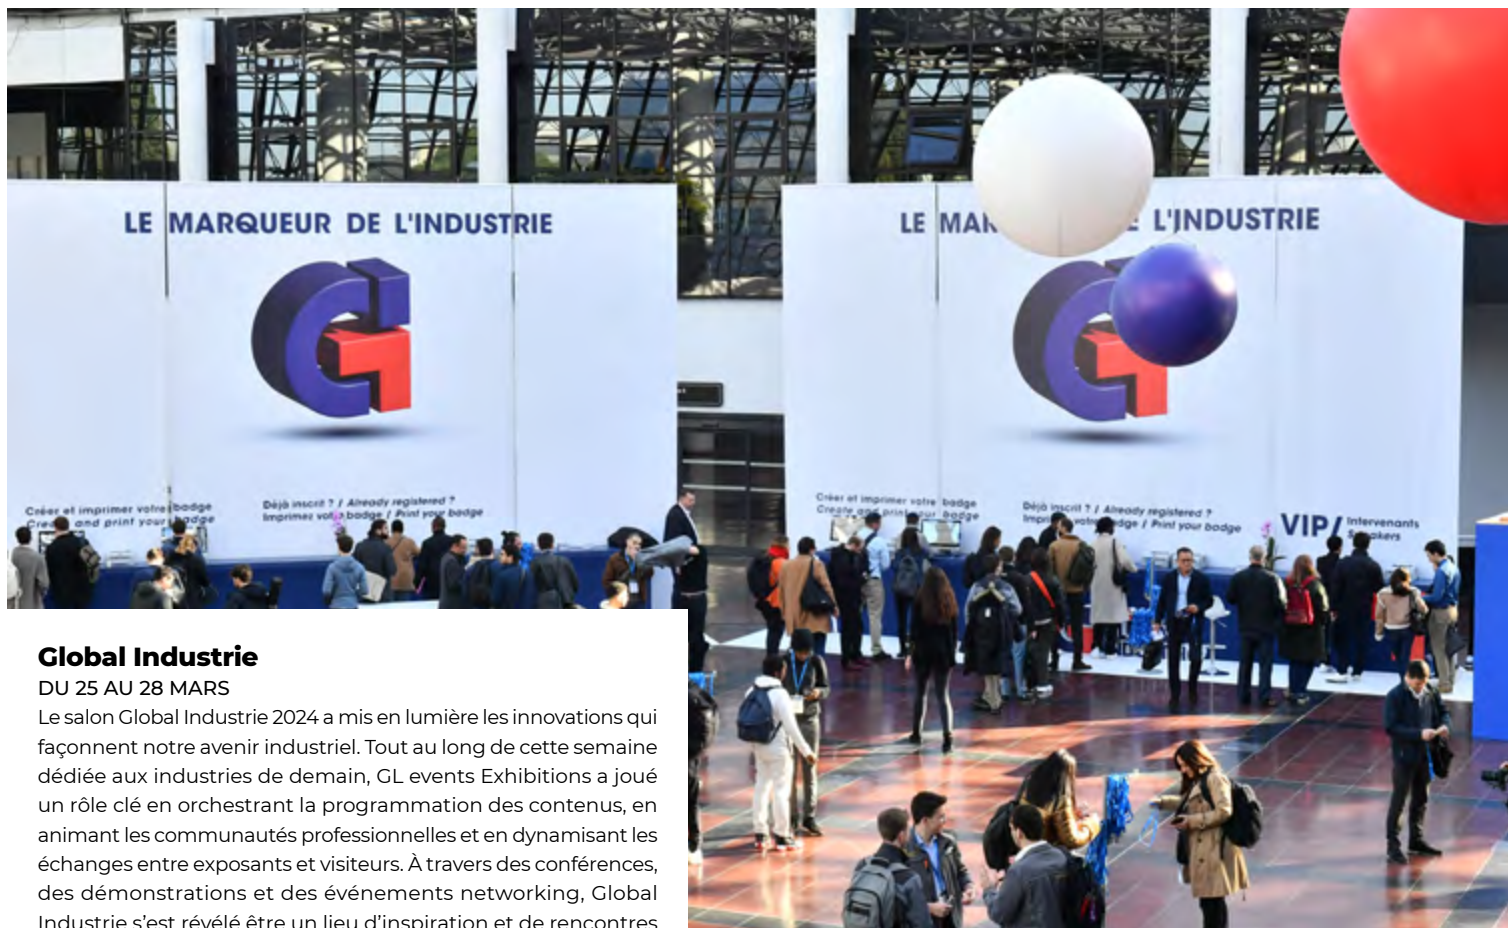 LE MARQUEUR DE L'INDUSTRIE
LE MAR E L'INDUSTRIE
Créer et imprimer votre badge
Create and print your badge
Déjà inscrit ? / Already registered ?
Imprimez votre badge / Print your badge
Créer et imprimer votre badge
Create and print your badge
Déjà inscrit ? / Already registered ?
votre badge / Print your badge
VIP/ Intervenants
Speakers
Global Industrie
DU 25 AU 28 MARS
Le salon Global Industrie 2024 a mis en lumière les innovations qui
façonnent notre avenir industriel. Tout au long de cette semaine
dédiée aux industries de demain, GL events Exhibitions a joué
un rôle clé en orchestrant la programmation des contenus, en
animant les communautés professionnelles et en dynamisant les
échanges entre exposants et visiteurs. À travers des conférences,
des démonstrations et des événements networking, Global
Industrie s'est révélé être un lieu d'inspiration et de rencontres